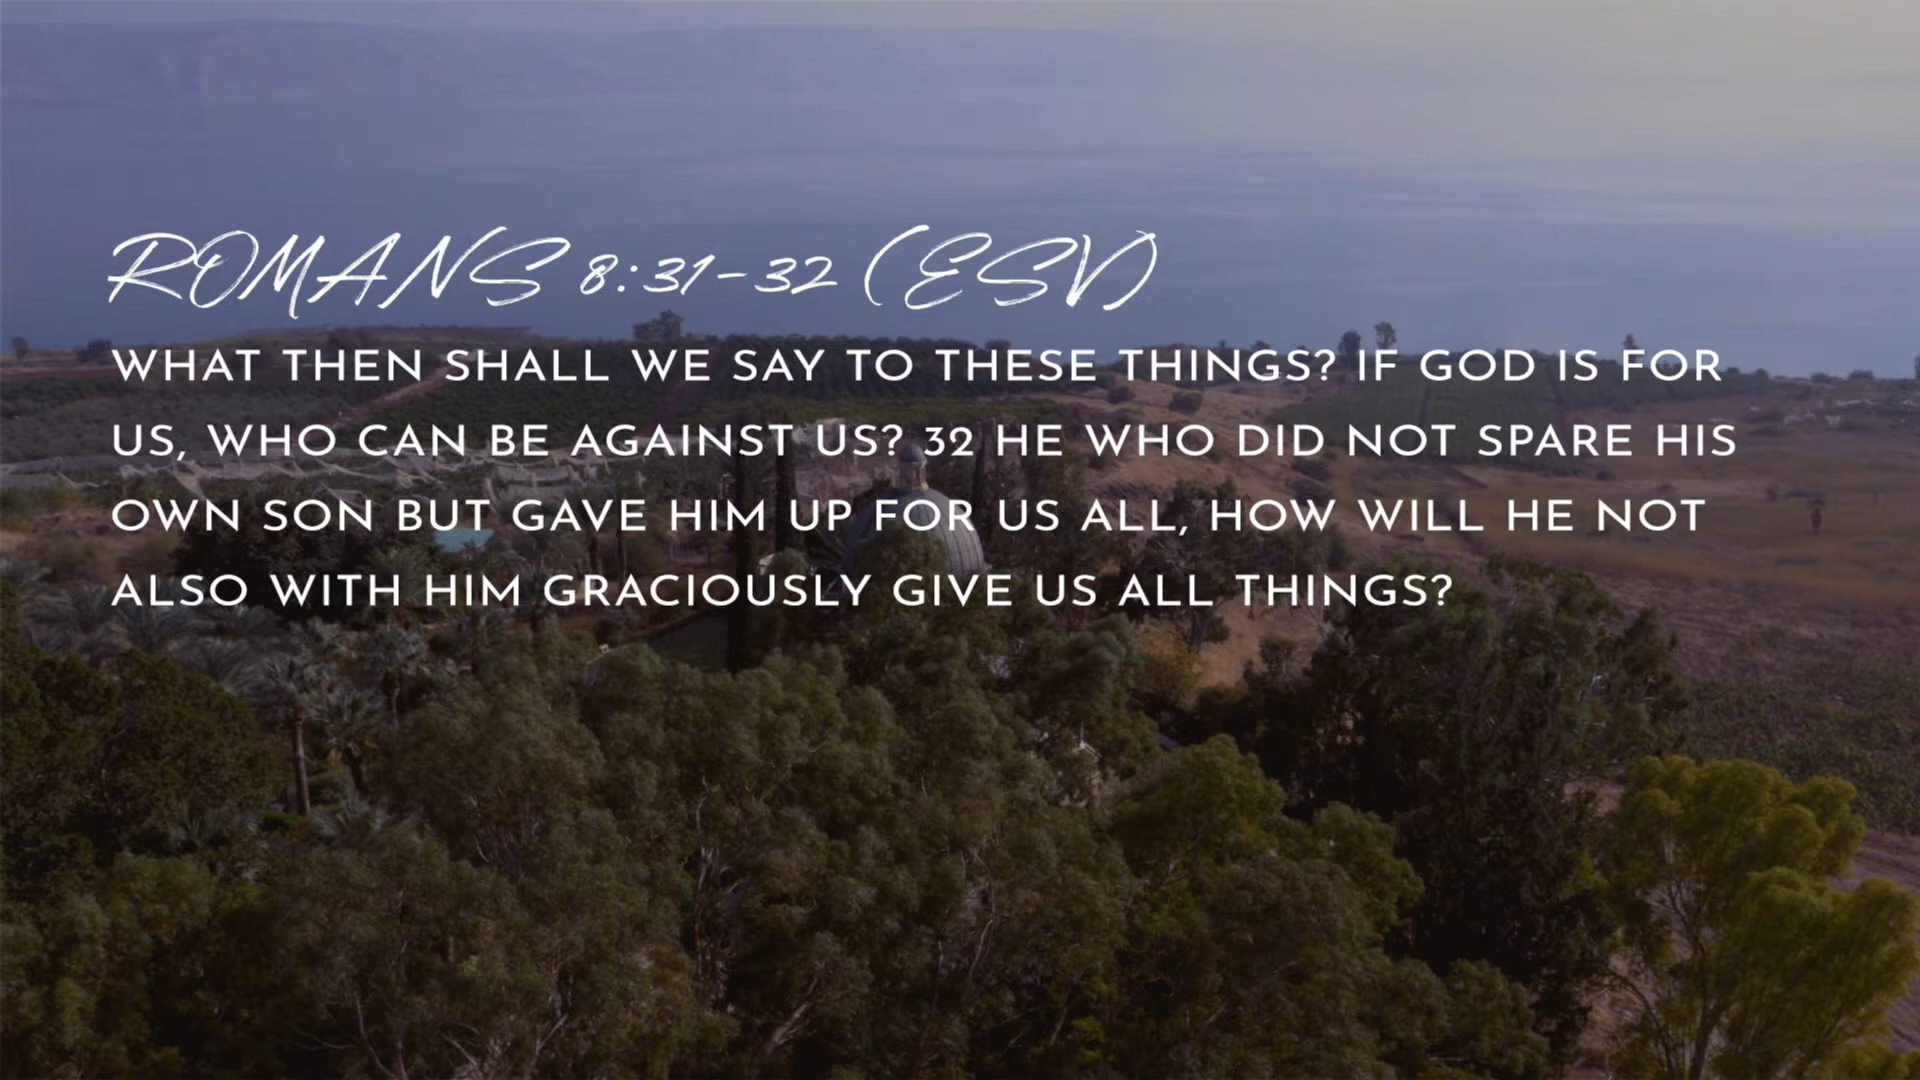 ROMANS 8:31-32 (ESV)
WHAT THEN SHALL WE SAY TO THESE THINGS? IF GOD IS FOR
US, WHO CAN BE AGAINST US? 32 HE WHO DID NOT SPARE HIS
OWN SON BUT GAVE HIM UP FOR US ALL, HOW WILL HE NOT
ALSO WITH HIM GRACIOUSLY GIVE US ALL THINGS?